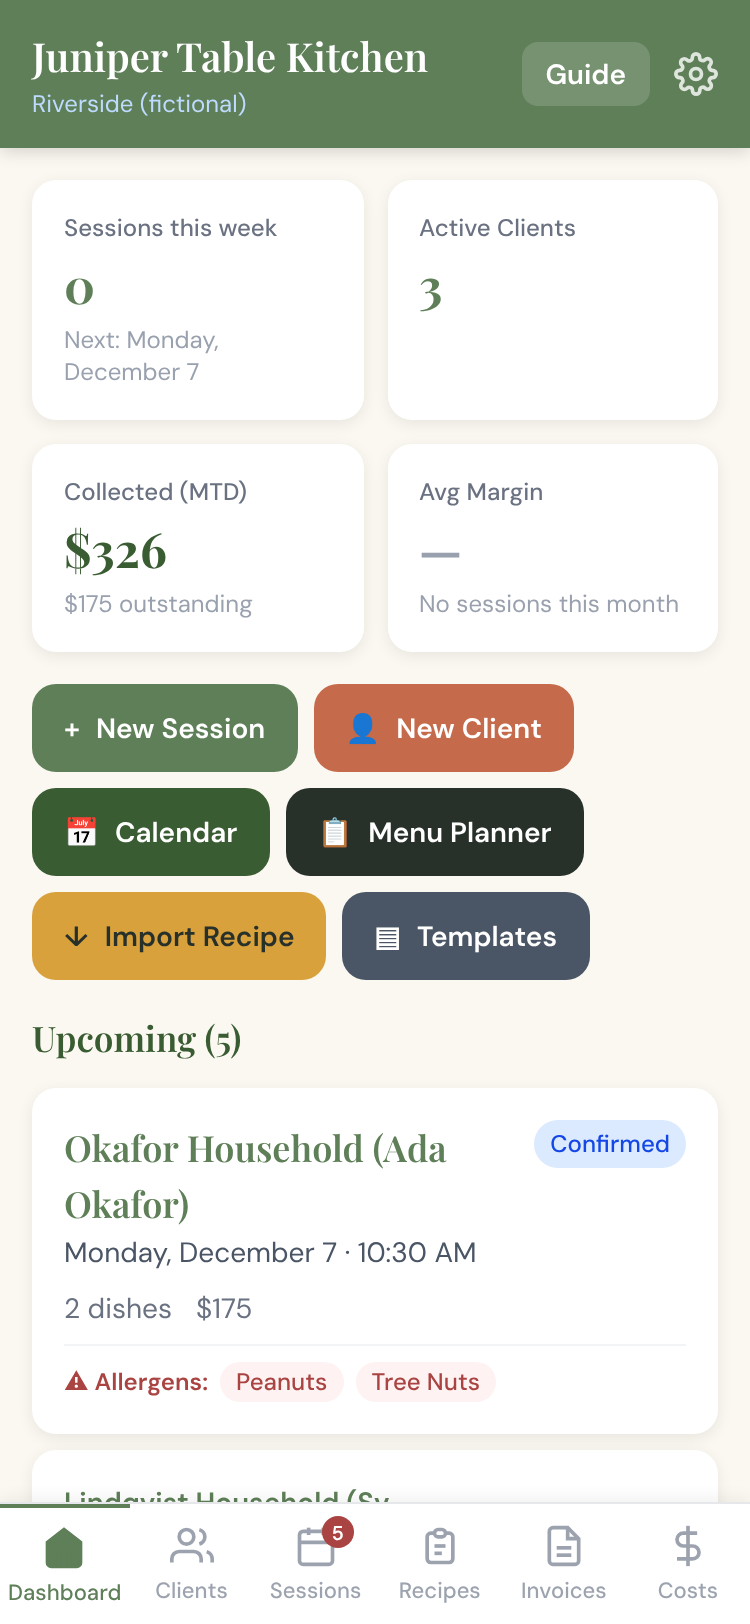 Juniper Table Kitchen
Riverside (fictional)
Guide
Sessions this week
0
Next: Monday,
December 7
Active Clients
3
Collected (MTD)
$326
$175 outstanding
Avg Margin
—
No sessions this month
+ New Session
New Client
July
17
Calendar
Menu Planner
↓ Import Recipe
Templates
Upcoming (5)
Okafor Household (Ada
Okafor)
Confirmed
Monday, December 7 · 10:30 AM
2 dishes $175
Allergens: Peanuts Tree Nuts
Lindqvist Household (Sv
5
Dashboard
Clients
Sessions
Recipes
Invoices
Costs